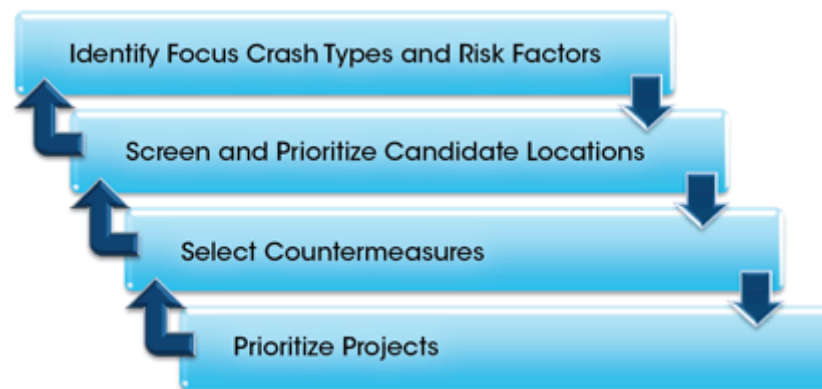 Identify Focus Crash Types and Risk Factors
Screen and Prioritize Candidate Locations
Select Countermeasures
Prioritize Projects